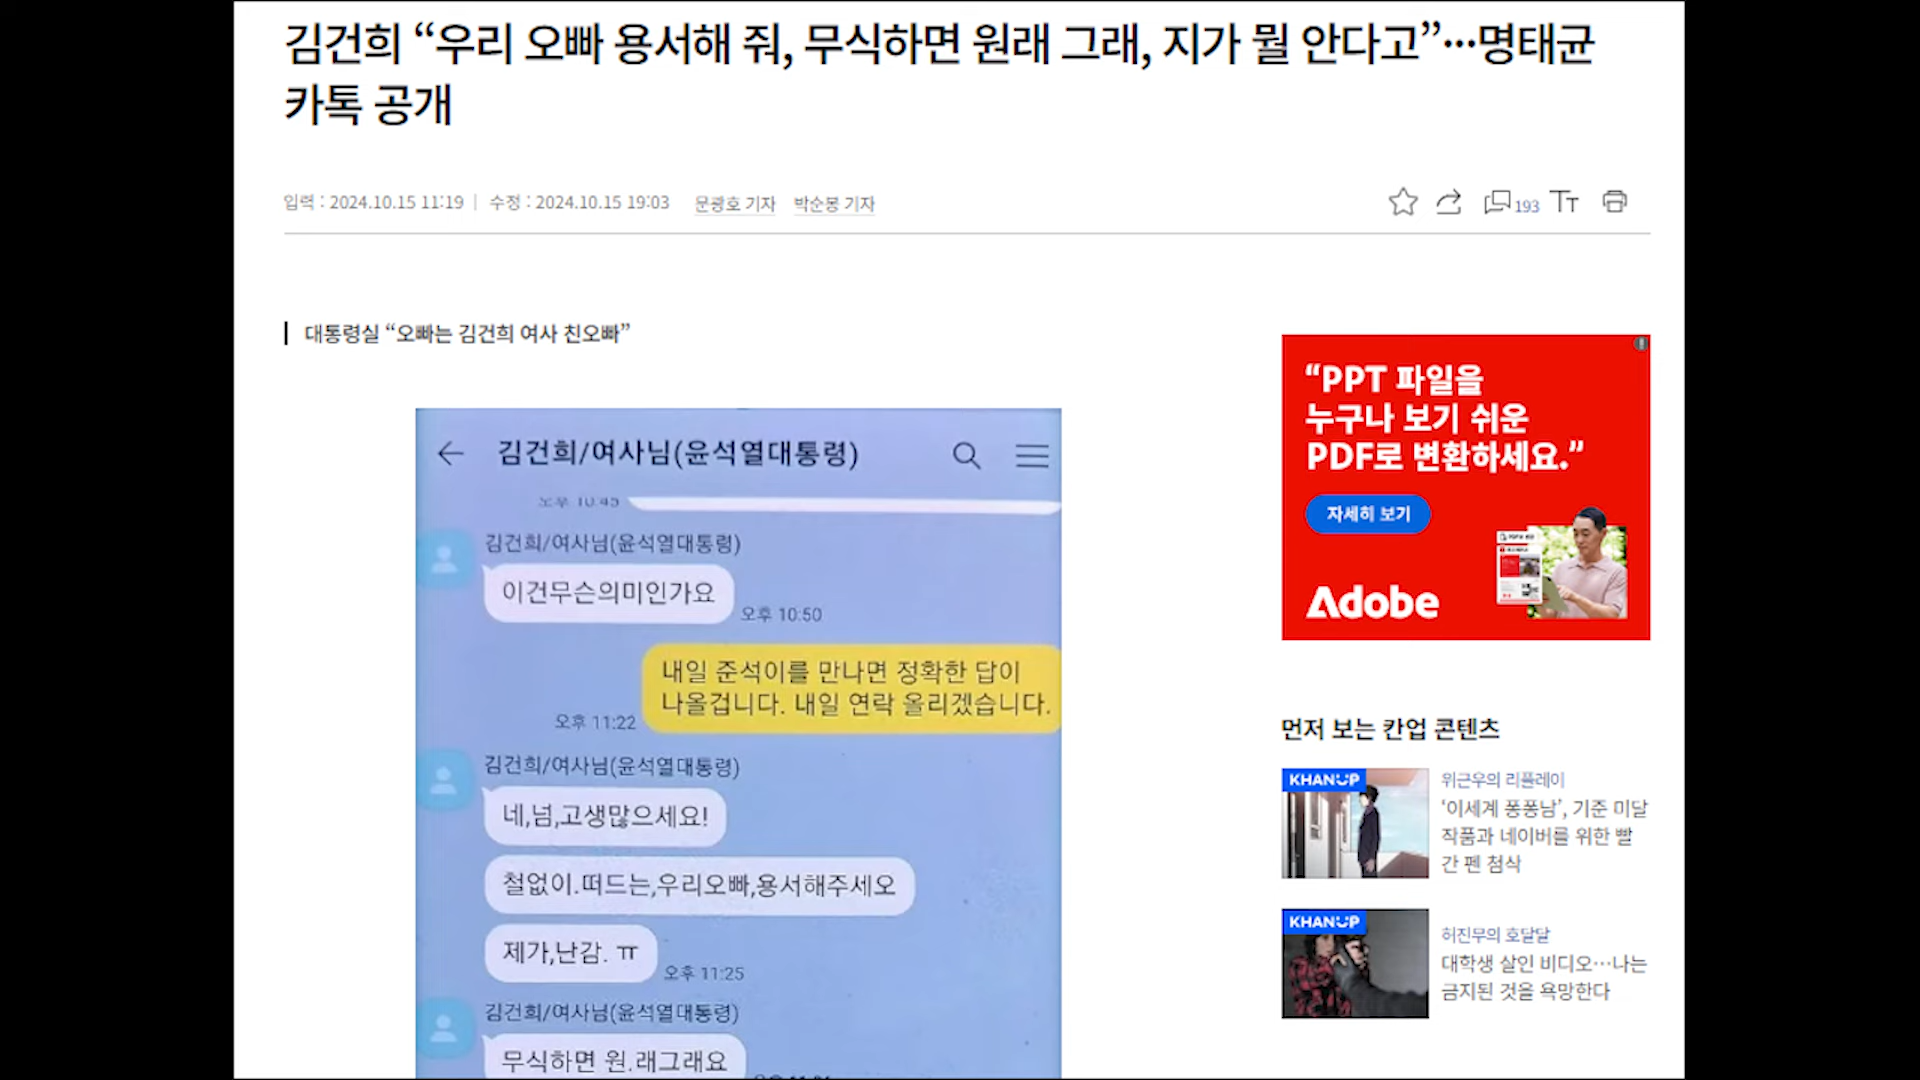 김건희 “우리 오빠 용서해 줘, 무식하면 원래 그래, 지가 뭘 안다고”…명태균
카톡 공개
입력 : 2024.10.15 11:19 | 수정 : 2024.10.15 19:03 문광호 기자 박순봉 기자
193 TT
대통령실 “오빠는 김건희 여사 친오빠”
김건희/여사님(윤석열대통령)
오후 10:45
김건희/여사님(윤석열대통령)
이건무슨의미인가요
오후 10:50
내일 준석이를 만나면 정확한 답이
나올겁니다. 내일 연락 올리겠습니다.
오후 11:22
김건희/여사님(윤석열대통령)
네,넘,고생많으세요!
철없이.떠드는,우리오빠,용서해주세오
제가,난감. ㅠ
오후 11:25
김건희/여사님(윤석열대통령)
무식하면 원.래그래요
“PPT 파일을
누구나 보기 쉬운
PDF로 변환하세요.”
자세히 보기
Adobe
먼저 보는 칸업 콘텐츠
KHANUP
위근우의 리플레이
‘이세계 퐁퐁남’, 기준 미달
작품과 네이버를 위한 빨
간 펜 첨삭
KHANUP
허진무의 호달달
대학생 살인 비디오…나는
금지된 것을 욕망한다